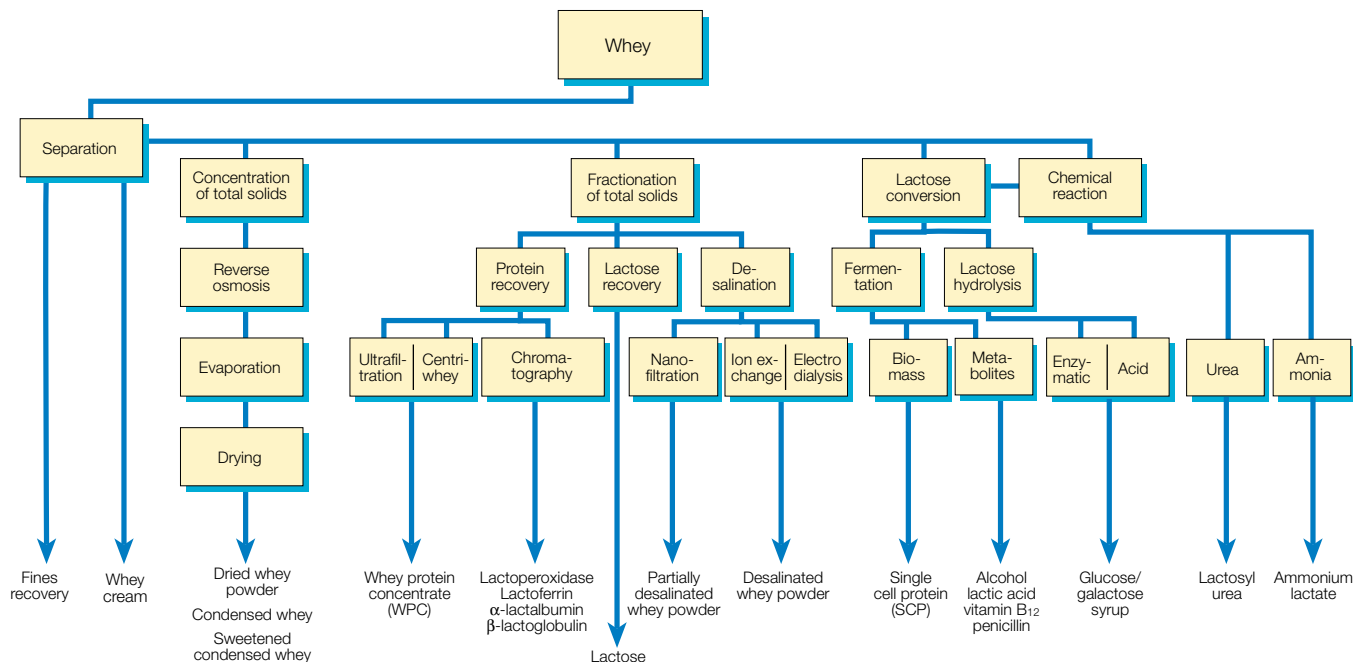 Whey
Separation
Concentration
of total solids
Fractionation
of total solids
Lactose
conversion
Chemical
reaction
Reverse
osmosis
Protein
recovery
Lactose
recovery
De-
salination
Fermen-
tation
Lactose
hydrolysis
Evaporation
Ultrafil-
tration
Centri-
whey
Chroma-
tography
Nano-
filtration
Ion ex-
change
Electro
dialysis
Bio-
mass
Meta-
bolites
Enzy-
matic
Acid
Urea
Am-
monia
Drying
Fines
recovery
Whey
cream
Dried whey
powder
Condensed whey
Sweetened
condensed whey
Whey protein
concentrate
(WPC)
Lactoperoxidase
Lactoferrin
α-lactalbumin
β-lactoglobulin
Lactose
Partially
desalinated
whey powder
Desalinated
whey powder
Single
cell protein
(SCP)
Alcohol
lactic acid
vitamin B₁₂
penicillin
Glucose/
galactose
syrup
Lactosyl
urea
Ammonium
lactate